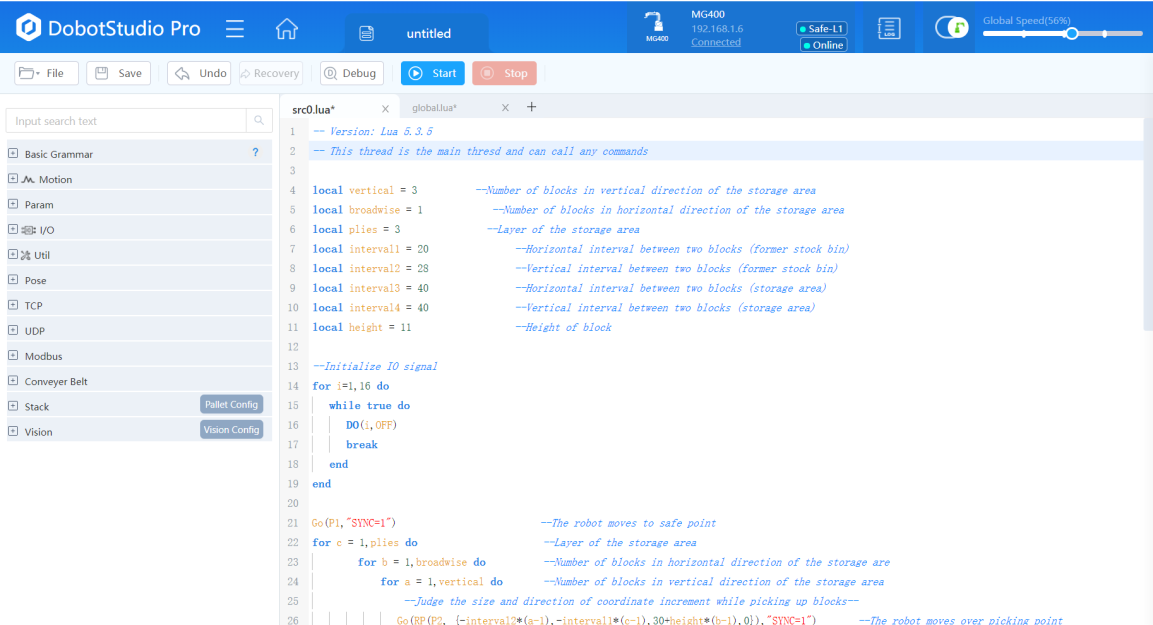 DobotStudio Pro
untitled
MG400
MG400
192.168.1.6
Connected
Safe-L1
Online
LOG
Global Speed(56%)
File
Save
Undo
Recovery
Debug
Start
Stop
Input search text
Basic Grammar ?
Motion
Param
I/O
Util
Pose
TCP
UDP
Modbus
Conveyer Belt
Stack Pallet Config
Vision Vision Config
src0.lua* × global.lua* × +
1 -- Version: Lua 5.3.5
2 -- This thread is the main thresd and can call any commands
3
4 local vertical = 3 --Number of blocks in vertical direction of the storage area
5 local broadwise = 1 --Number of blocks in horizontal direction of the storage area
6 local plies = 3 --Layer of the storage area
7 local interval1 = 20 --Horizontal interval between two blocks (former stock bin)
8 local interval2 = 28 --Vertical interval between two blocks (former stock bin)
9 local interval3 = 40 --Horizontal interval between two blocks (storage area)
10 local interval4 = 40 --Vertical interval between two blocks (storage area)
11 local height = 11 --Height of block
12
13 --Initialize IO signal
14 for i=1,16 do
15 while true do
16 DO(i,OFF)
17 break
18 end
19 end
20
21 Go(P1,"SYNC=1") --The robot moves to safe point
22 for c = 1,plies do --Layer of the storage area
23 for b = 1,broadwise do --Number of blocks in horizontal direction of the storage are
24 for a = 1,vertical do --Number of blocks in vertical direction of the storage area
25 --Judge the size and direction of coordinate increment while picking up blocks--
26 Go(RP(P2, {-interval2*(a-1),-interval1*(c-1),30+height*(b-1),0}),"SYNC=1") --The robot moves over picking point